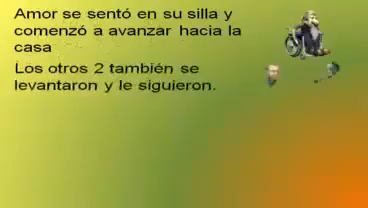 Amor se sentó en su silla y
comenzó a avanzar hacia la
casa
Los otros 2 también se
levantaron y le siguieron.